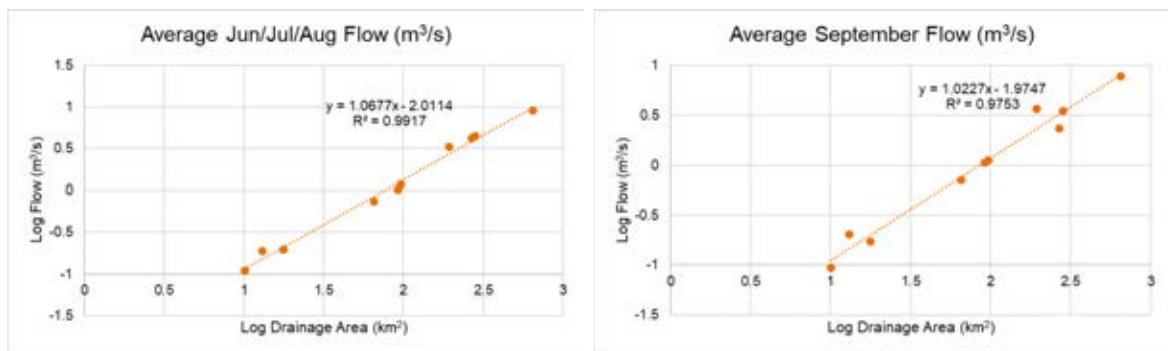 Average Jun/Jul/Aug Flow (m³/s)
1.5
1
0.5
0
-0.5
-1
-1.5
Log Flow (m³/s)
y = 1.0677x - 2.0114
R² = 0.9917
0 0.5 1 1.5 2 2.5 3
Log Drainage Area (km²)
Average September Flow (m³/s)
1
0.5
0
-0.5
-1
-1.5
Log Flow (m³/s)
y = 1.0227x - 1.9747
R² = 0.9753
0 0.5 1 1.5 2 2.5 3
Log Drainage Area (km²)